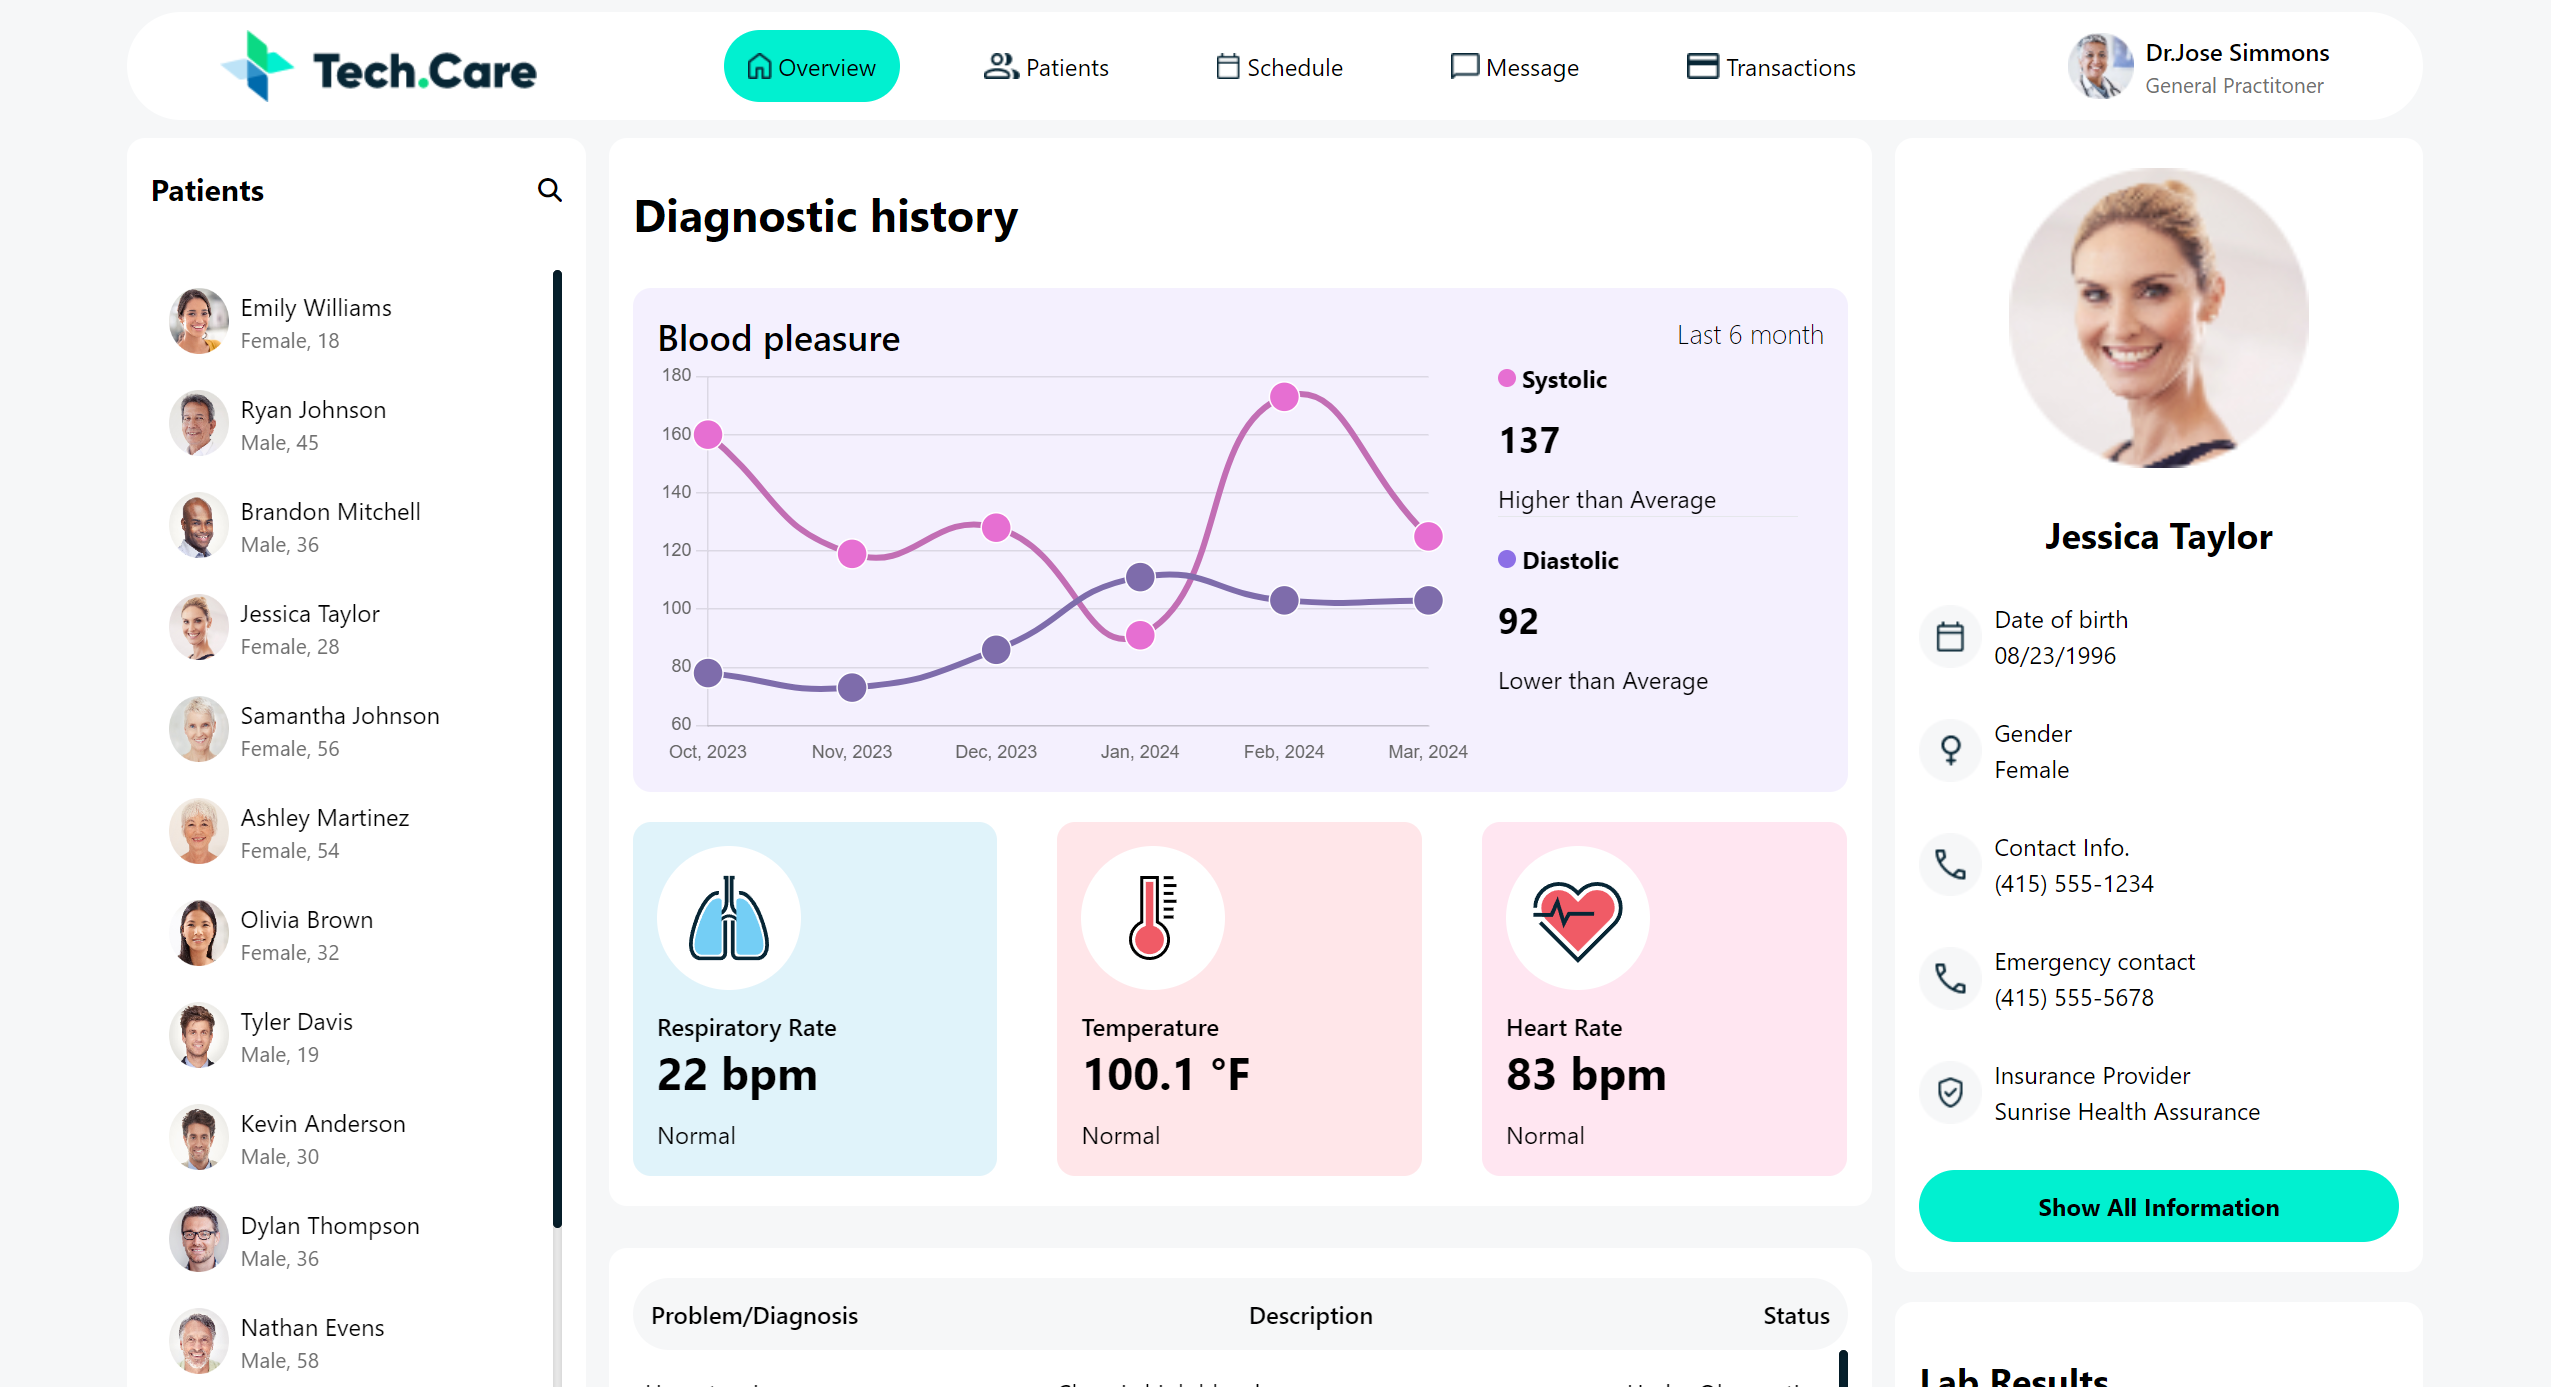 Tech.Care
Overview
Patients
Schedule
Message
Transactions
Dr.Jose Simmons
General Practitoner
Patients
Emily Williams
Female, 18
Ryan Johnson
Male, 45
Brandon Mitchell
Male, 36
Jessica Taylor
Female, 28
Samantha Johnson
Female, 56
Ashley Martinez
Female, 54
Olivia Brown
Female, 32
Tyler Davis
Male, 19
Kevin Anderson
Male, 30
Dylan Thompson
Male, 36
Nathan Evens
Male, 58
Diagnostic history
Blood pleasure
Last 6 month
180
160
140
120
100
80
60
Oct, 2023
Nov, 2023
Dec, 2023
Jan, 2024
Feb, 2024
Mar, 2024
Systolic
137
Higher than Average
Diastolic
92
Lower than Average
Respiratory Rate
22 bpm
Normal
Temperature
100.1 °F
Normal
Heart Rate
83 bpm
Normal
Problem/Diagnosis
Description
Status
Jessica Taylor
Date of birth
08/23/1996
Gender
Female
Contact Info.
(415) 555-1234
Emergency contact
(415) 555-5678
Insurance Provider
Sunrise Health Assurance
Show All Information
Lab Results